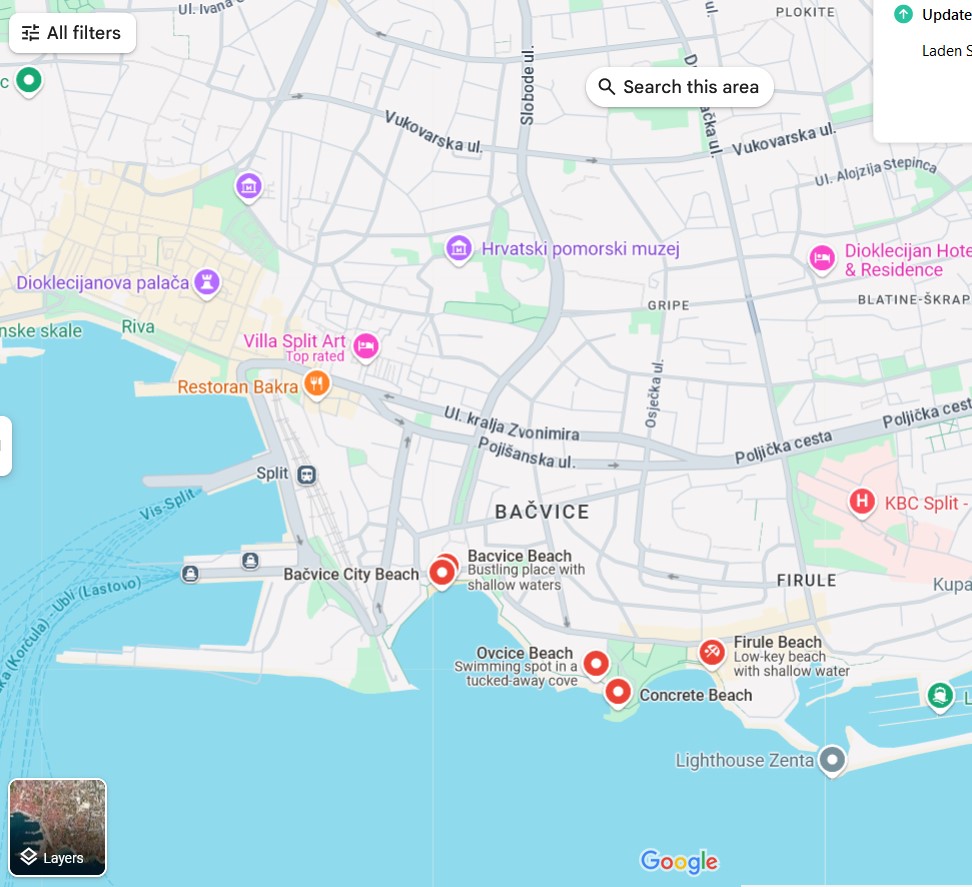 Ul. Ivana
PLOKITE
Update
All filters
Laden S
c
Search this area
Slobode ul.
ul.
Vukovarska ul.
Vukovarska ul.
Ul. Alojzija Stepinca
Hrvatski pomorski muzej
Dioklecijan Hote
& Residence
Dioklecijanova palača
GRIPE
BLATINE-ŠKRAP
nske skale
Riva
Villa Split Art
Top rated
Restoran Bakra
Osječka ul.
Ul. kralja Zvonimira
Poljička cest
Poljička cesta
Pojišanska ul.
Split
Vis-Split
BAČVICE
H
KBC Split -
Bacvice Beach
Bustling place with
shallow waters
Bačvice City Beach
FIRULE
Kupa
ka (Korčula) - Ubli (Lastovo)
Firule Beach
Low-key beach
with shallow water
Ovcice Beach
Swimming spot in a
tucked-away cove
Concrete Beach
L
Lighthouse Zenta
Layers
Google